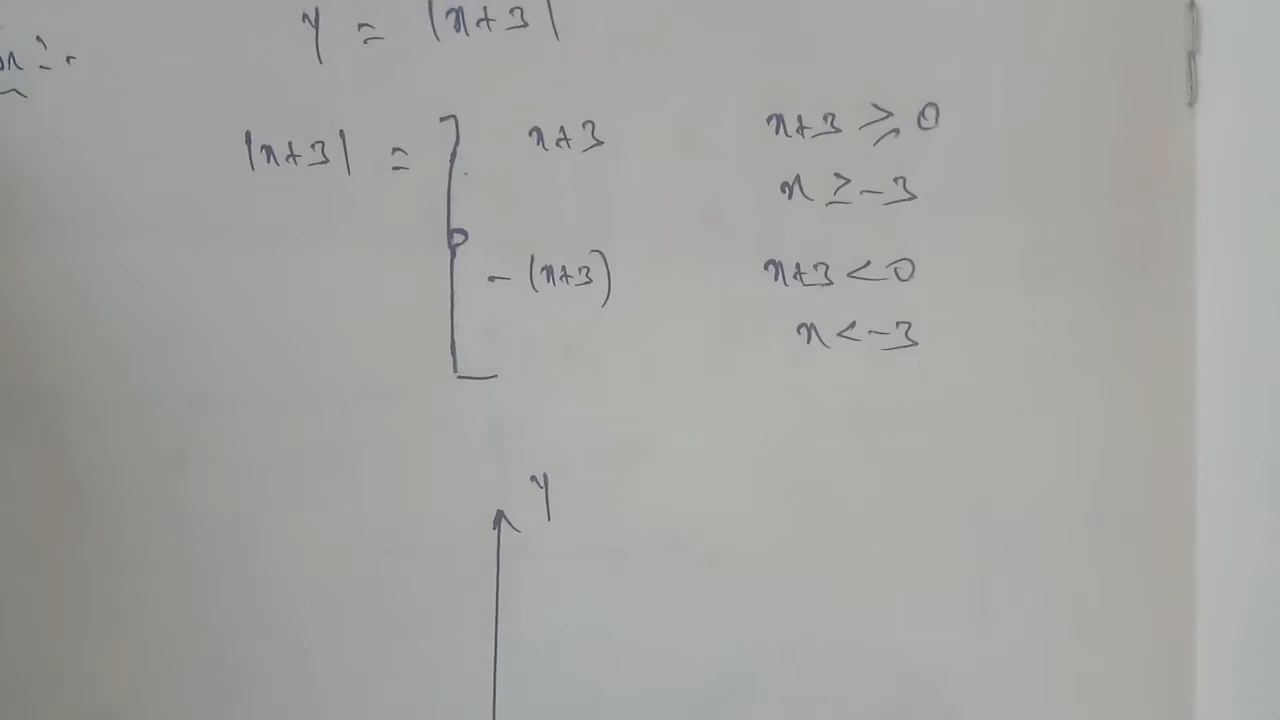 y = |x+3|
|x+3| = x+3 x+3 ≥ 0
x ≥ -3
-(x+3) x+3 < 0
x < -3
y